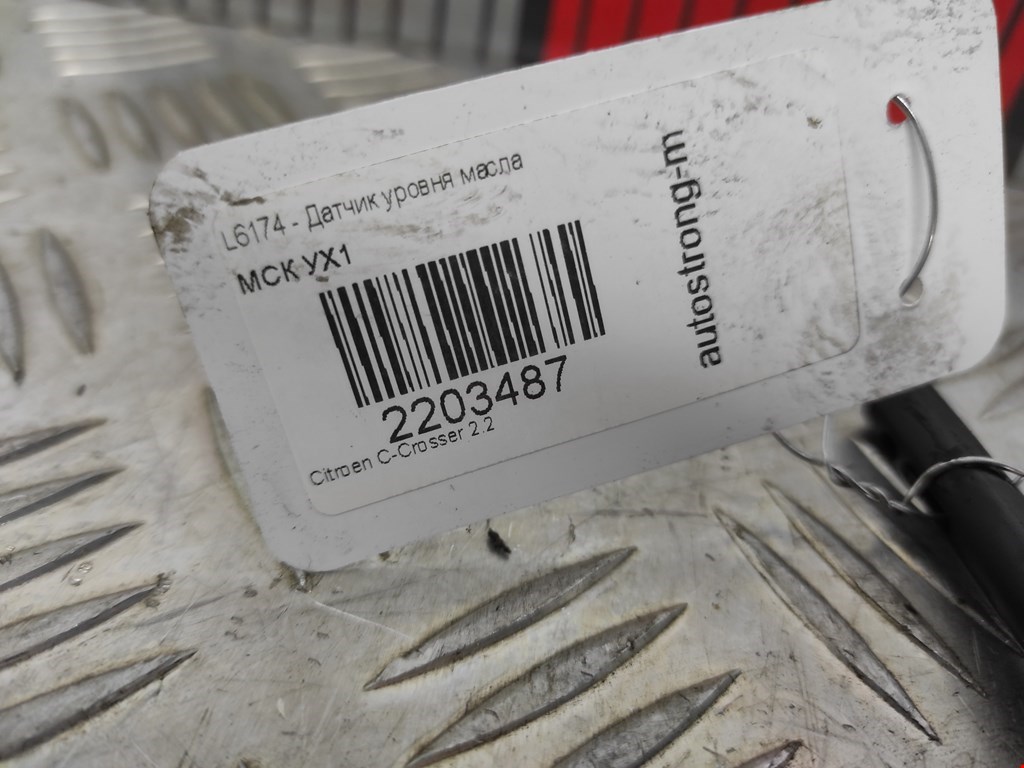 L6174 - Датчик уровня масла
МСК УХ1
2203487
Citroen C-Crosser 2.2
autostrong-m